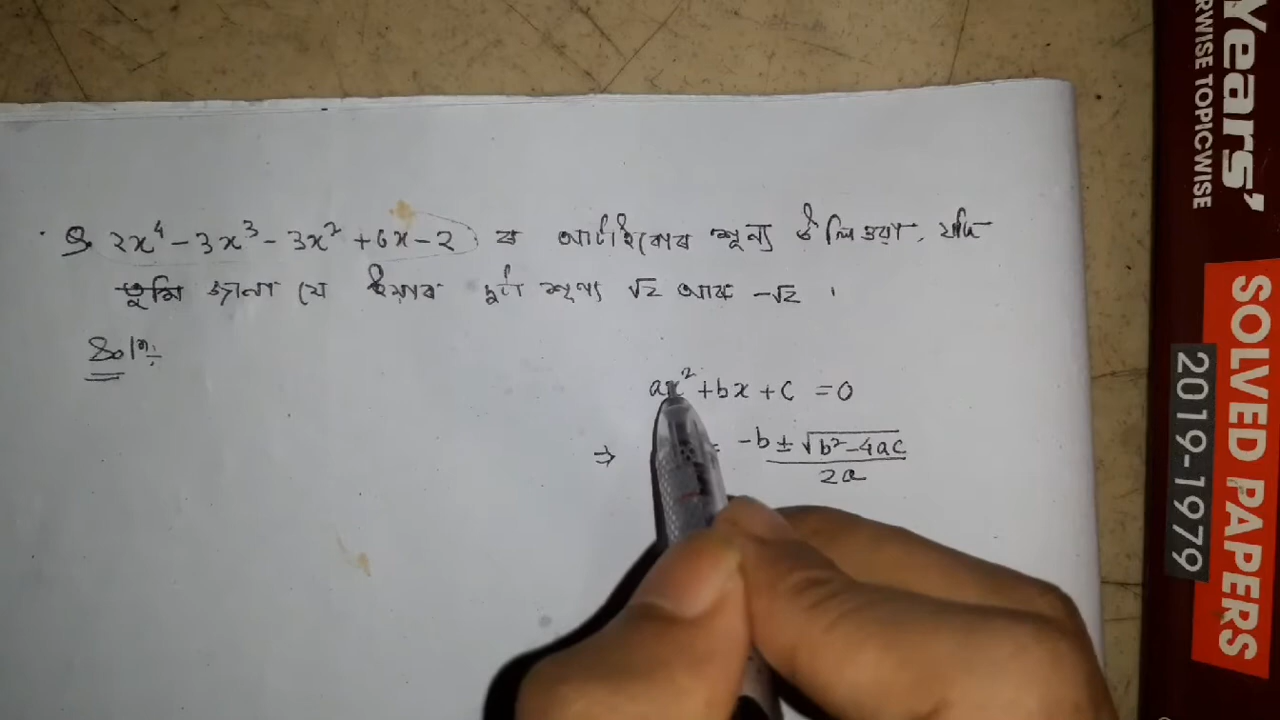 Q. 2x⁴ - 3x³ - 3x² + 6x - 2 ৰ আটাইবোৰ শূন্য উলিওৱা, যদি
তুমি জানা যে ইয়াৰ দুটা শূন্য √2 আৰু -√2 ।
Solⁿ:
ax² + bx + c = 0
⇒ = -b ± √b²-4ac / 2a
Years'
RWISE TOPICWISE
SOLVED PAPERS
2019-1979